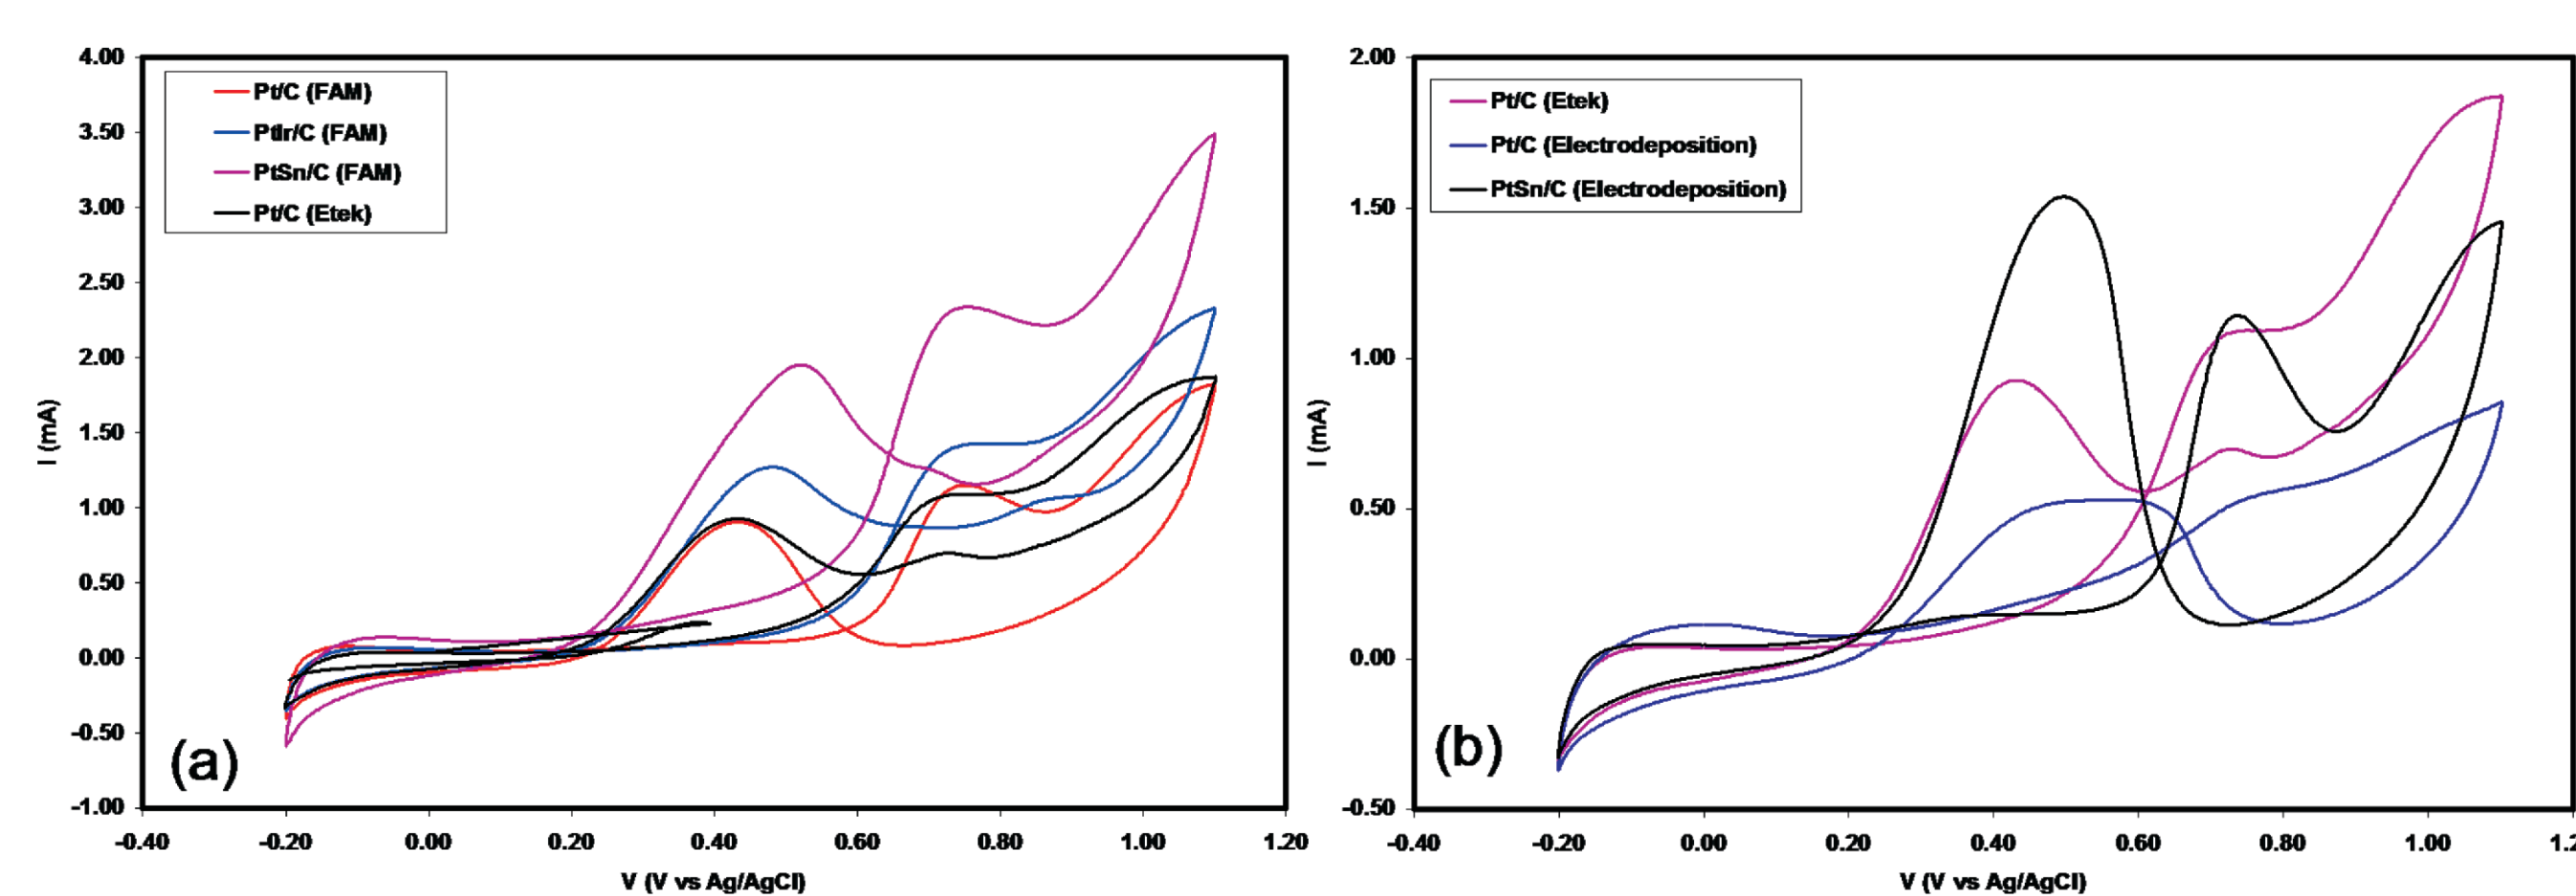 4.00
3.50
3.00
2.50
2.00
1.50
1.00
0.50
0.00
-0.50
-1.00
I (mA)
Pt/C (FAM)
PtIr/C (FAM)
PtSn/C (FAM)
Pt/C (Etek)
(a)
-0.40 -0.20 0.00 0.20 0.40 0.60 0.80 1.00 1.20
V (V vs Ag/AgCl)
2.00
1.50
1.00
0.50
0.00
-0.50
I (mA)
Pt/C (Etek)
Pt/C (Electrodeposition)
PtSn/C (Electrodeposition)
(b)
-0.40 -0.20 0.00 0.20 0.40 0.60 0.80 1.00 1.2
V (V vs Ag/AgCl)